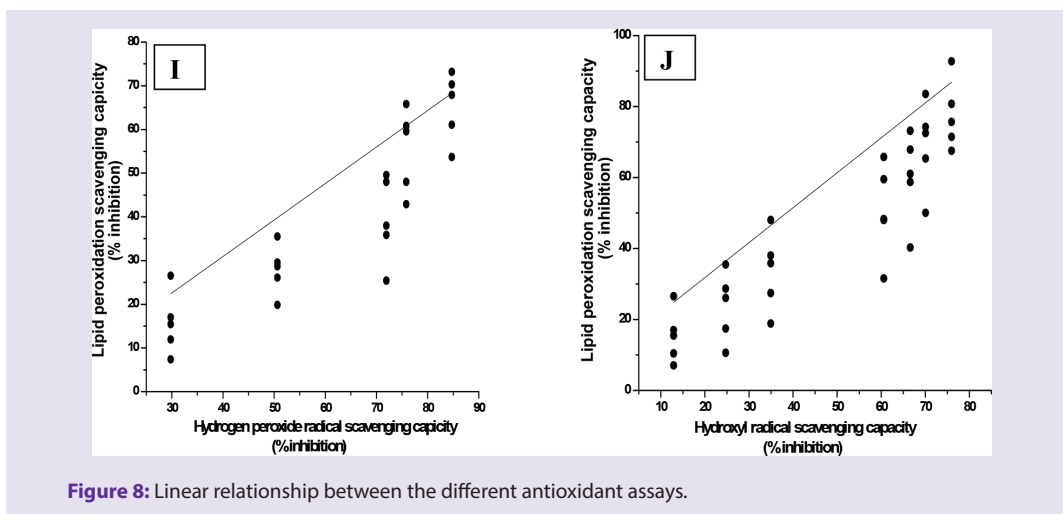 I
80
70
60
50
40
30
20
10
0
Lipid peroxidation scavenging capicity
(% inhibition)
30 40 50 60 70 80 90
Hydrogen peroxide radical scavenging capicity
(%inhibition)
J
100
80
60
40
20
0
Lipid peroxidation scavenging capacity
(% inhibition)
10 20 30 40 50 60 70 80
Hydroxyl radical scavenging capacity
(%inhibition)
Figure 8: Linear relationship between the different antioxidant assays.